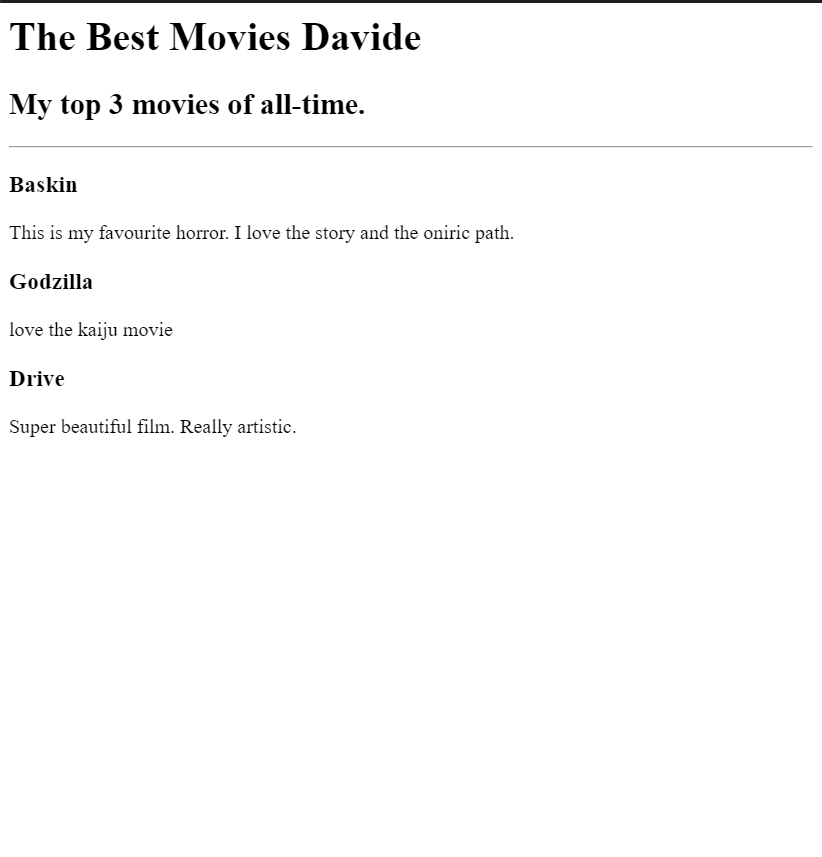 The Best Movies Davide
My top 3 movies of all-time.
Baskin
This is my favourite horror. I love the story and the oniric path.
Godzilla
love the kaiju movie
Drive
Super beautiful film. Really artistic.